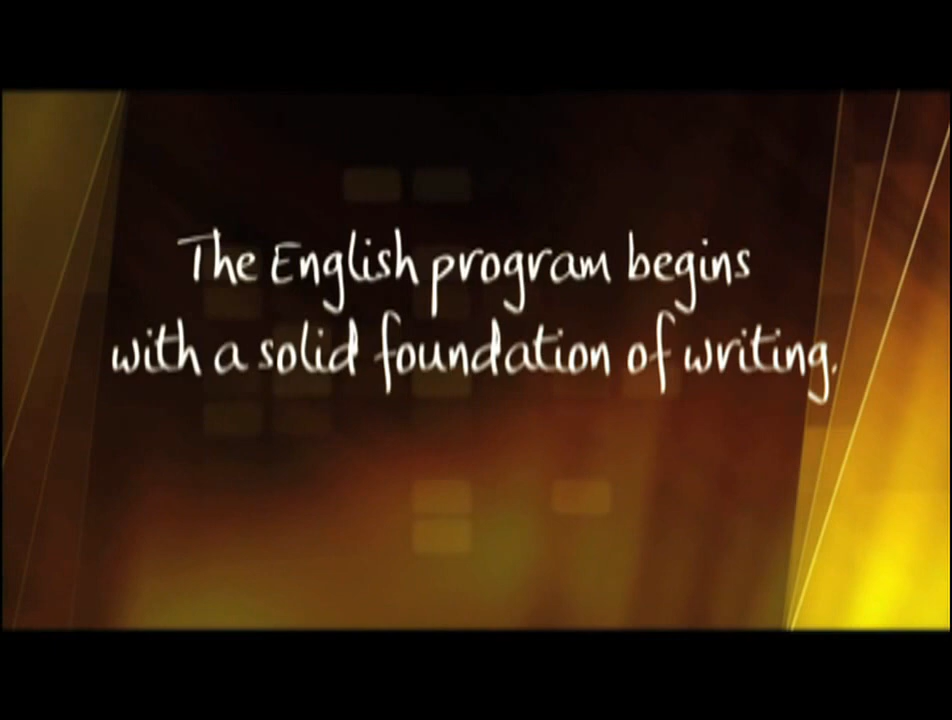 The English program begins
with a solid foundation of writing.